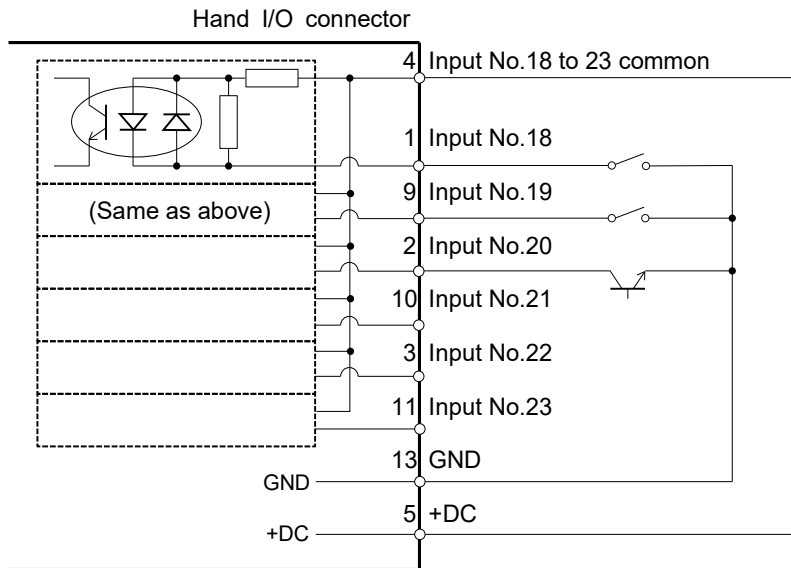 Hand I/O connector
4 Input No.18 to 23 common
1 Input No.18
9 Input No.19
(Same as above)
2 Input No.20
10 Input No.21
3 Input No.22
11 Input No.23
13 GND
GND
5 +DC
+DC